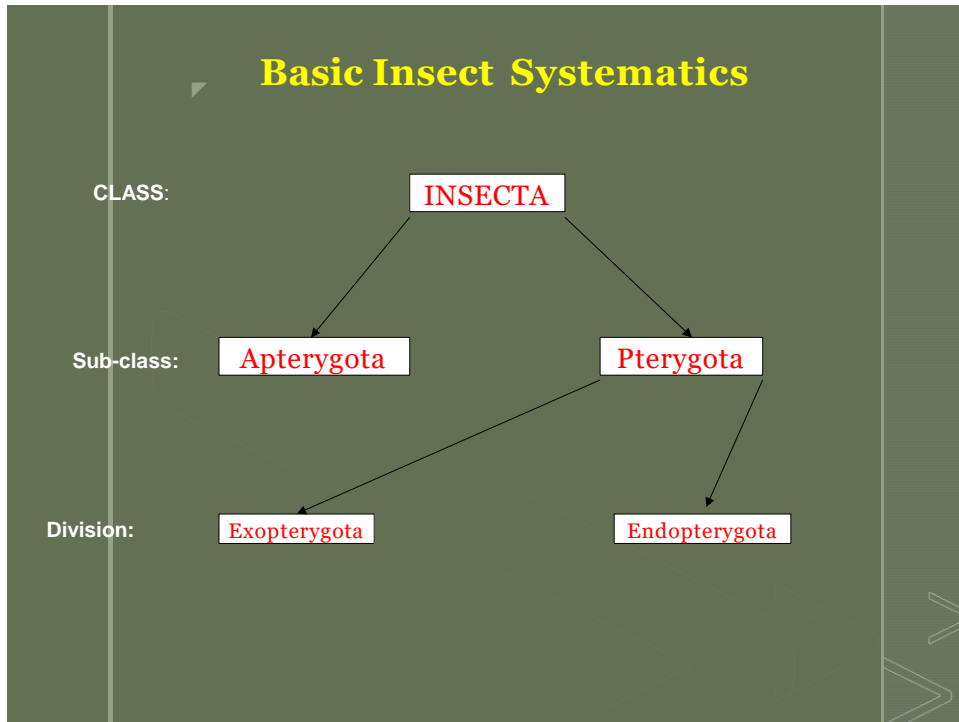 Basic Insect Systematics
CLASS: INSECTA
Sub-class: Apterygota Pterygota
Division: Exopterygota Endopterygota